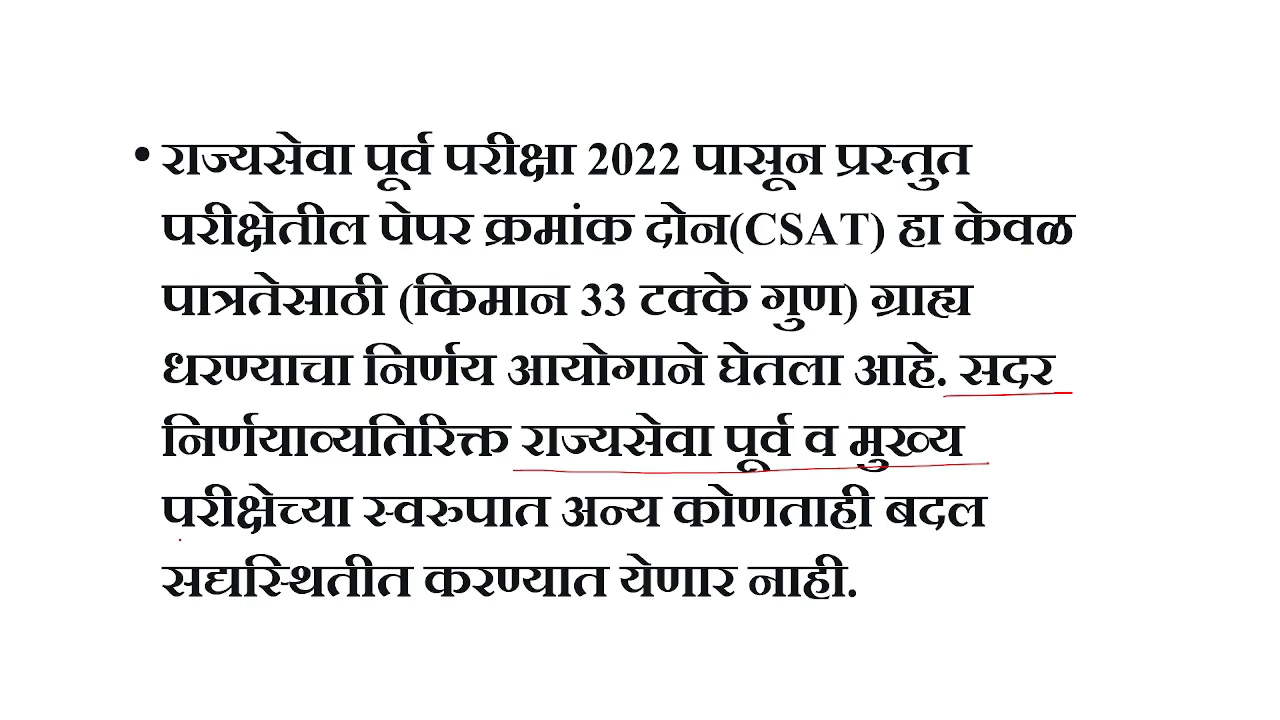 • राज्यसेवा पूर्व परीक्षा 2022 पासून प्रस्तुत
परीक्षेतील पेपर क्रमांक दोन(CSAT) हा केवळ
पात्रतेसाठी (किमान 33 टक्के गुण) ग्राह्य
धरण्याचा निर्णय आयोगाने घेतला आहे. सदर
निर्णयाव्यतिरिक्त राज्यसेवा पूर्व व मुख्य
परीक्षेच्या स्वरुपात अन्य कोणताही बदल
सद्यस्थितीत करण्यात येणार नाही.